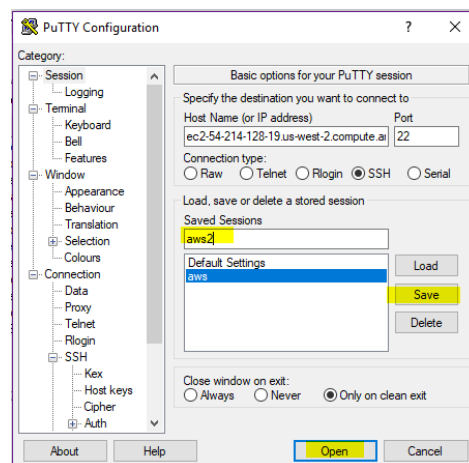 PuTTY Configuration ? ×
Category:
Session
Logging
Terminal
Keyboard
Bell
Features
Window
Appearance
Behaviour
Translation
Selection
Colours
Connection
Data
Proxy
Telnet
Rlogin
SSH
Kex
Host keys
Cipher
Auth
Basic options for your PuTTY session
Specify the destination you want to connect to
Host Name (or IP address) Port
ec2-54-214-128-19.us-west-2.compute.a 22
Connection type:
Raw Telnet Rlogin SSH Serial
Load, save or delete a stored session
Saved Sessions
aws2
Default Settings
aws
Load
Save
Delete
Close window on exit:
Always Never Only on clean exit
About Help Open Cancel